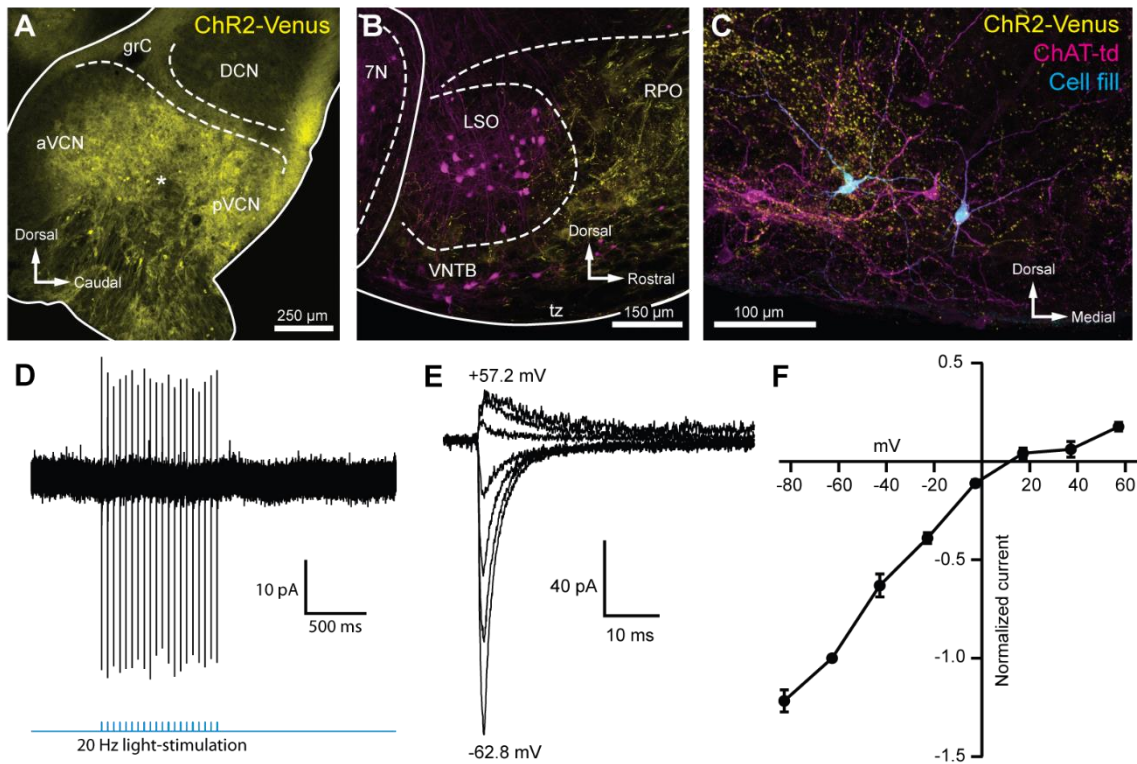 A
ChR2-Venus
grC
DCN
aVCN
*
pVCN
Dorsal
Caudal
250 µm
B
7N
LSO
RPO
VNTB
Dorsal
Rostral
tz
150 µm
C
ChR2-Venus
ChAT-td
Cell fill
Dorsal
Medial
100 µm
D
10 pA
500 ms
20 Hz light-stimulation
E
+57.2 mV
40 pA
10 ms
-62.8 mV
F
0.5
mV
-80 -60 -40 -20 20 40 60
-0.5
-1.0
-1.5
Normalized current